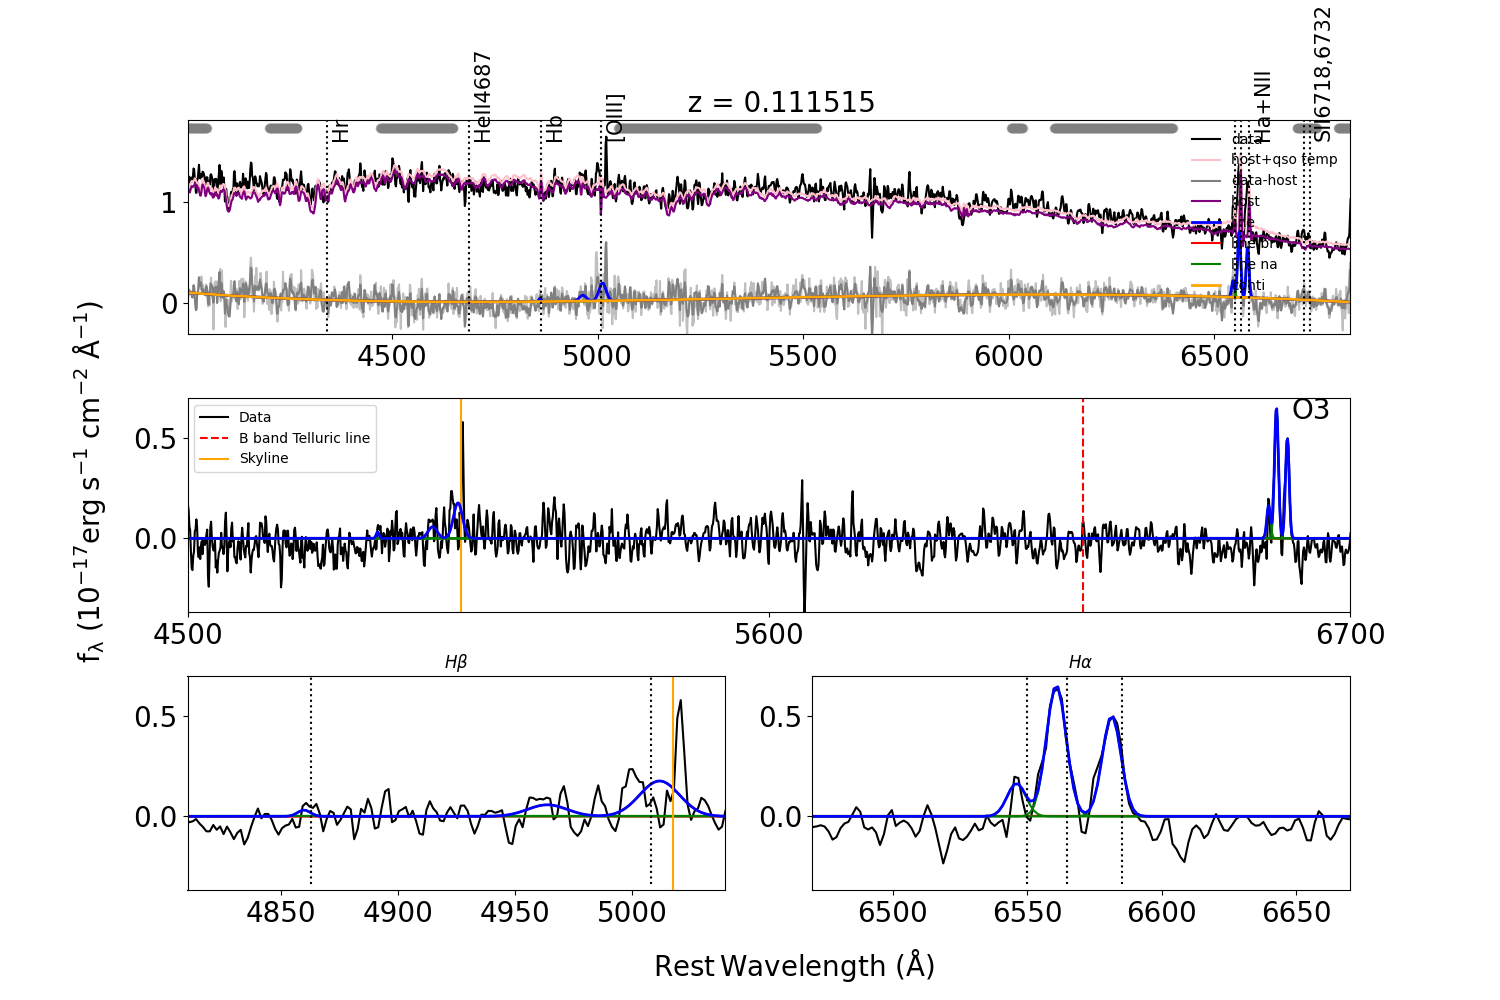 z = 0.111515
Hr
HeII4687
Hb
[OIII]
Ha+NII
SII6718,6732
data
host+qso temp
data-host
host
line
line br
line na
conti
1
0
4500
5000
5500
6000
6500
f_λ (10^−17 erg s^−1 cm^−2 Å^−1)
Data
B band Telluric line
Skyline
O3
0.5
0.0
4500
5600
6700
Hβ
0.5
0.0
4850
4900
4950
5000
Hα
0.5
0.0
6500
6550
6600
6650
Rest Wavelength (Å)